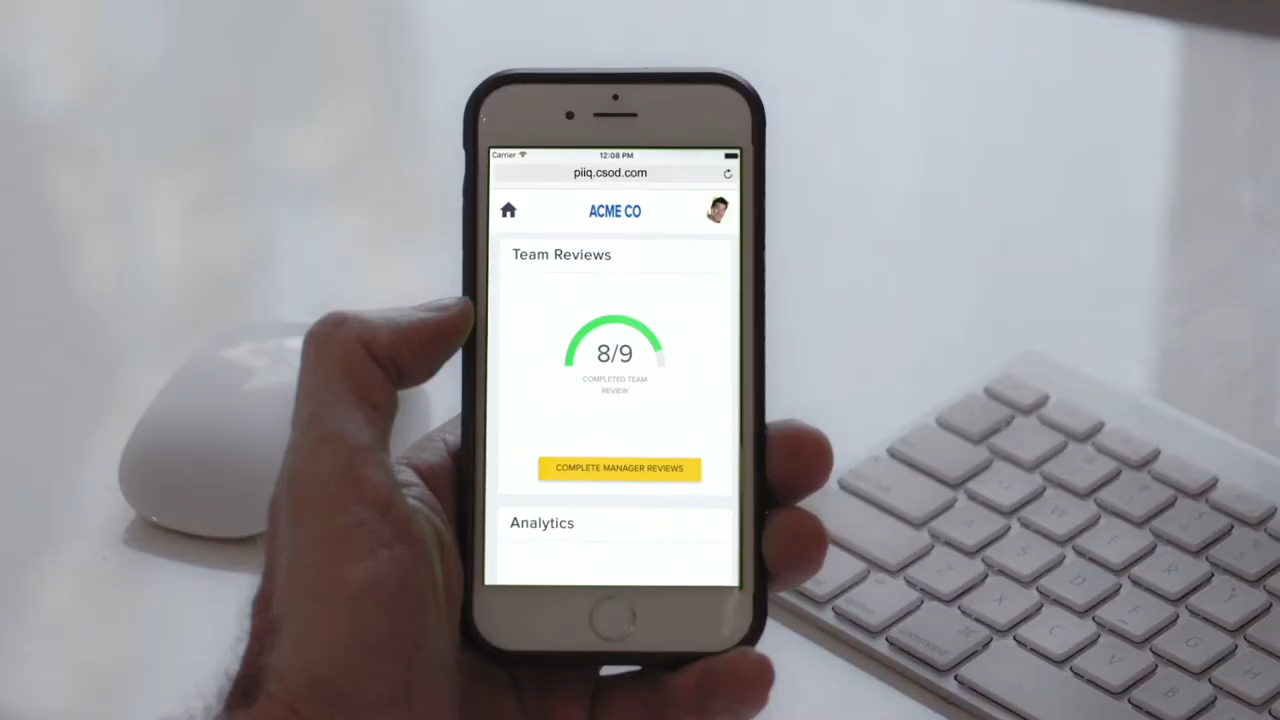 Carrier
12:08 PM
piiq.csod.com
ACME CO
Team Reviews
8/9
COMPLETED TEAM
REVIEW
COMPLETE MANAGER REVIEWS
Analytics
A
W
S
E
Z
D
R
X
F
command
C
G
Y
V
H
B